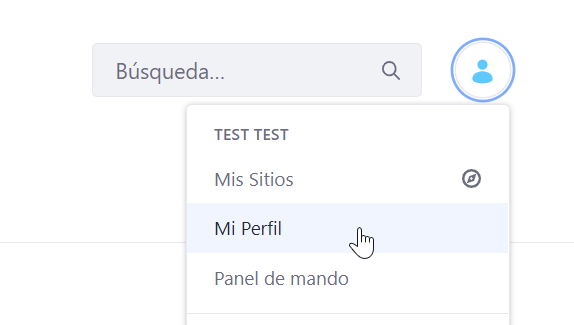 Búsqueda...
TEST TEST
Mis Sitios
Mi Perfil
Panel de mando